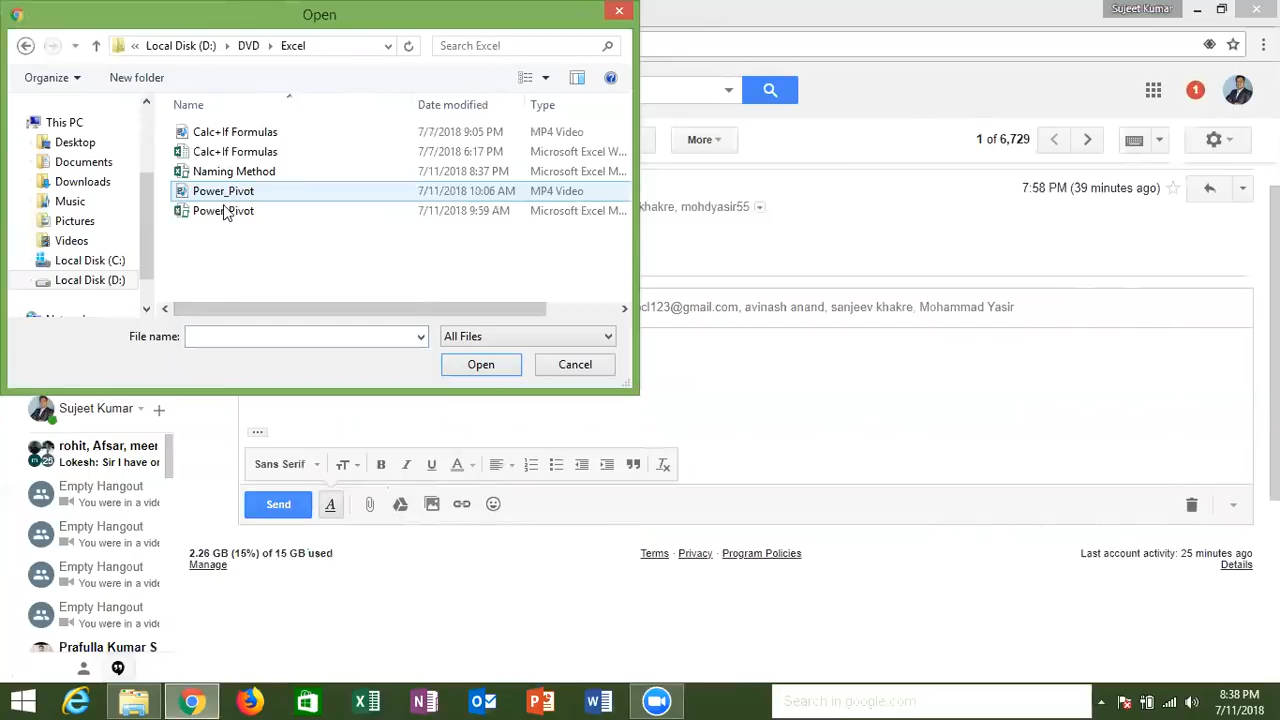 Open
Sujeet Kumar
« Local Disk (D:) DVD Excel
Search Excel
Organize
New folder
Name Date modified Type
This PC
Desktop
Documents
Downloads
Music
Pictures
Videos
Local Disk (C:)
Local Disk (D:)
Calc+If Formulas 7/7/2018 9:05 PM MP4 Video
Calc+If Formulas 7/7/2018 6:17 PM Microsoft Excel W...
Naming Method 7/11/2018 8:37 PM Microsoft Excel W...
Power_Pivot 7/11/2018 10:06 AM MP4 Video
Power_Pivot 7/11/2018 9:59 AM Microsoft Excel M...
File name:
All Files
Open
Cancel
1
More
1 of 6,729
7:58 PM (39 minutes ago)
khakre, mohdyasir55
cl123@gmail.com, avinash anand, sanjeev khakre, Mohammad Yasir
Sans Serif
Send
Sujeet Kumar
rohit, Afsar, meer
Lokesh: Sir I have or
25
Empty Hangout
You were in a vide
Empty Hangout
You were in a vide
Empty Hangout
You were in a vide
Empty Hangout
You were in a vide
Prafulla Kumar S
2.26 GB (15%) of 15 GB used
Manage
Terms - Privacy - Program Policies
Last account activity: 25 minutes ago
Details
Search in google.com
8:38 PM
7/11/2018